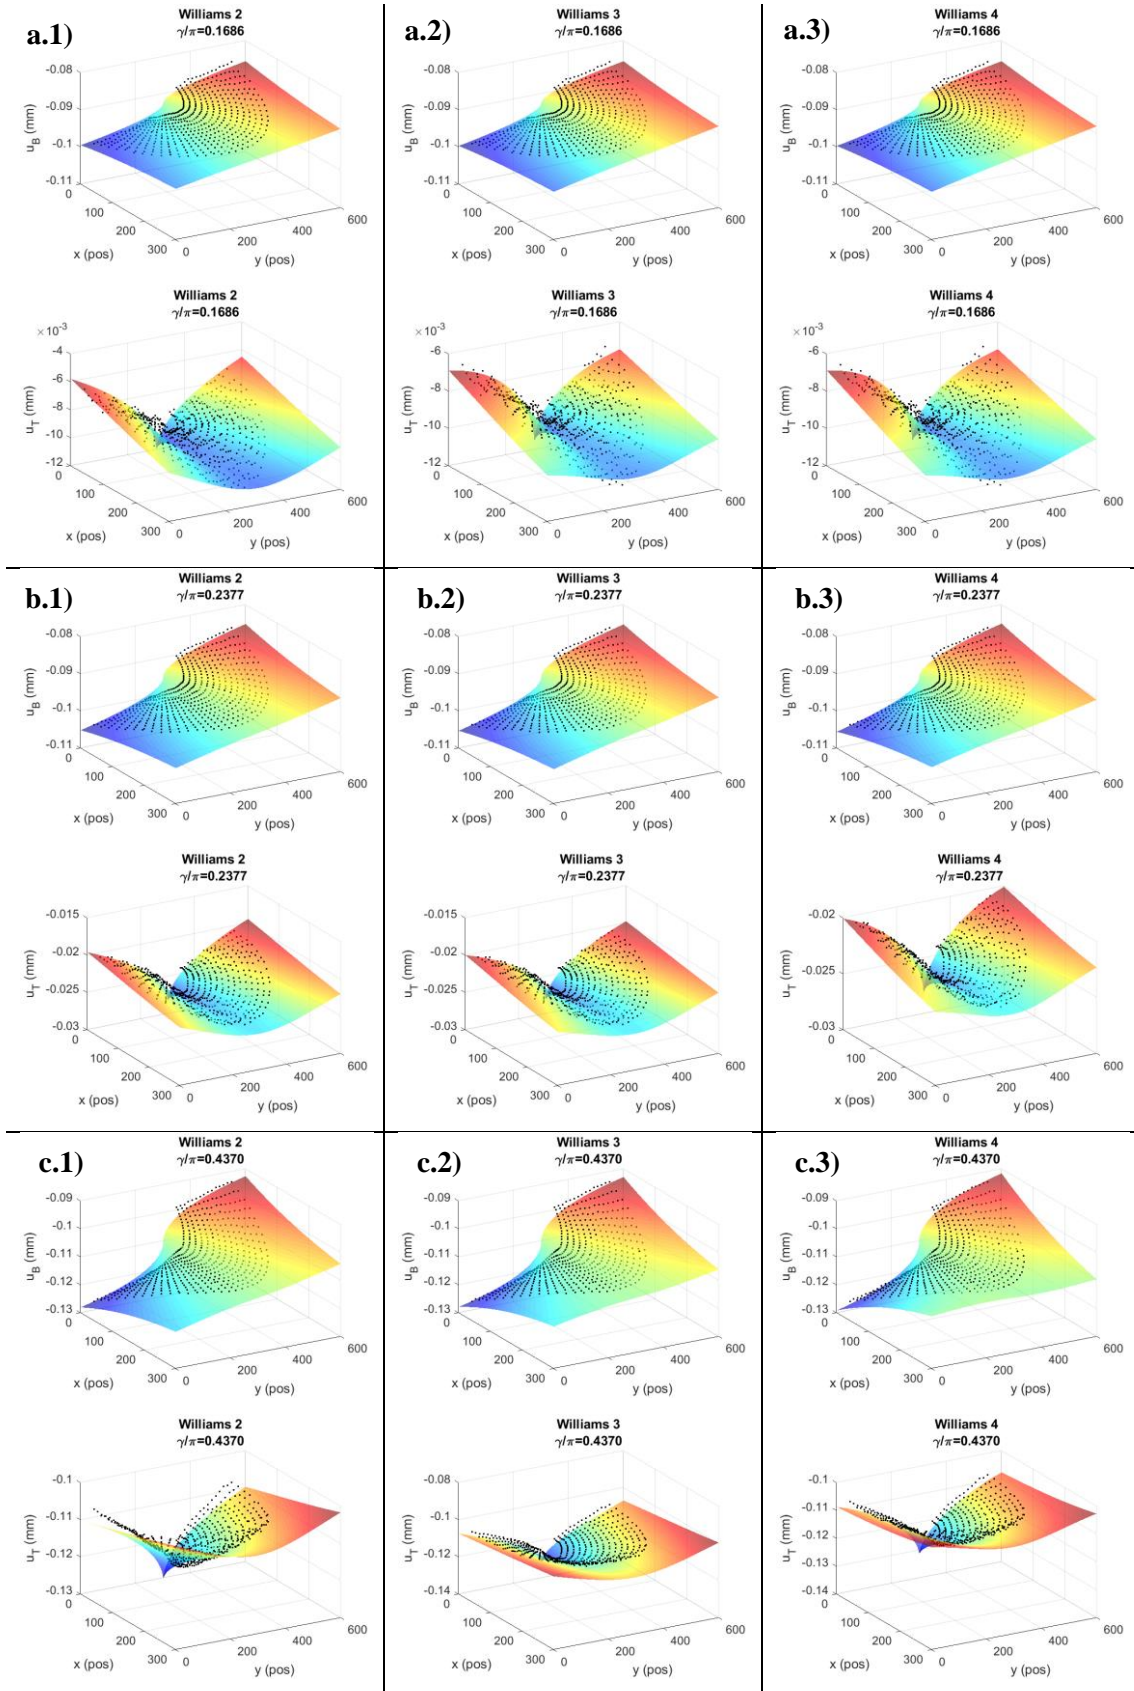 a.1)
Williams 2
γ/π=0.1686
-0.08
-0.09
-0.1
-0.11
u_B (mm)
0
100
200
300
x (pos)
0
200
400
600
y (pos)
Williams 2
γ/π=0.1686
×10^-3
-4
-6
-8
-10
-12
u_T (mm)
0
100
200
300
x (pos)
0
200
400
600
y (pos)
a.2)
Williams 3
γ/π=0.1686
-0.08
-0.09
-0.1
-0.11
u_B (mm)
0
100
200
300
x (pos)
0
200
400
600
y (pos)
Williams 3
γ/π=0.1686
×10^-3
-6
-8
-10
-12
u_T (mm)
0
100
200
300
x (pos)
0
200
400
600
y (pos)
a.3)
Williams 4
γ/π=0.1686
-0.08
-0.09
-0.1
-0.11
u_B (mm)
0
100
200
300
x (pos)
0
200
400
600
y (pos)
Williams 4
γ/π=0.1686
×10^-3
-6
-8
-10
-12
u_T (mm)
0
100
200
300
x (pos)
0
200
400
600
y (pos)
b.1)
Williams 2
γ/π=0.2377
-0.08
-0.09
-0.1
-0.11
u_B (mm)
0
100
200
300
x (pos)
0
200
400
600
y (pos)
Williams 2
γ/π=0.2377
-0.015
-0.02
-0.025
-0.03
u_T (mm)
0
100
200
300
x (pos)
0
200
400
600
y (pos)
b.2)
Williams 3
γ/π=0.2377
-0.08
-0.09
-0.1
-0.11
u_B (mm)
0
100
200
300
x (pos)
0
200
400
600
y (pos)
Williams 3
γ/π=0.2377
-0.015
-0.02
-0.025
-0.03
u_T (mm)
0
100
200
300
x (pos)
0
200
400
600
y (pos)
b.3)
Williams 4
γ/π=0.2377
-0.08
-0.09
-0.1
-0.11
u_B (mm)
0
100
200
300
x (pos)
0
200
400
600
y (pos)
Williams 4
γ/π=0.2377
-0.02
-0.025
-0.03
u_T (mm)
0
100
200
300
x (pos)
0
200
400
600
y (pos)
c.1)
Williams 2
γ/π=0.4370
-0.09
-0.1
-0.11
-0.12
-0.13
u_B (mm)
0
100
200
300
x (pos)
0
200
400
600
y (pos)
Williams 2
γ/π=0.4370
-0.1
-0.11
-0.12
-0.13
u_T (mm)
0
100
200
300
x (pos)
0
200
400
600
y (pos)
c.2)
Williams 3
γ/π=0.4370
-0.09
-0.1
-0.11
-0.12
-0.13
u_B (mm)
0
100
200
300
x (pos)
0
200
400
600
y (pos)
Williams 3
γ/π=0.4370
-0.08
-0.1
-0.12
-0.14
u_T (mm)
0
100
200
300
x (pos)
0
200
400
600
y (pos)
c.3)
Williams 4
γ/π=0.4370
-0.09
-0.1
-0.11
-0.12
-0.13
u_B (mm)
0
100
200
300
x (pos)
0
200
400
600
y (pos)
Williams 4
γ/π=0.4370
-0.1
-0.11
-0.12
-0.13
-0.14
u_T (mm)
0
100
200
300
x (pos)
0
200
400
600
y (pos)